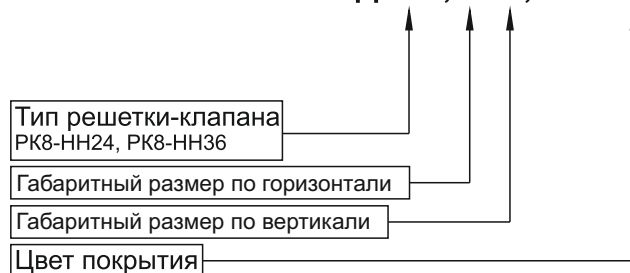 Тип решетки-клапана
РК8-НН24, РК8-НН36
Габаритный размер по горизонтали
Габаритный размер по вертикали
Цвет покрытия